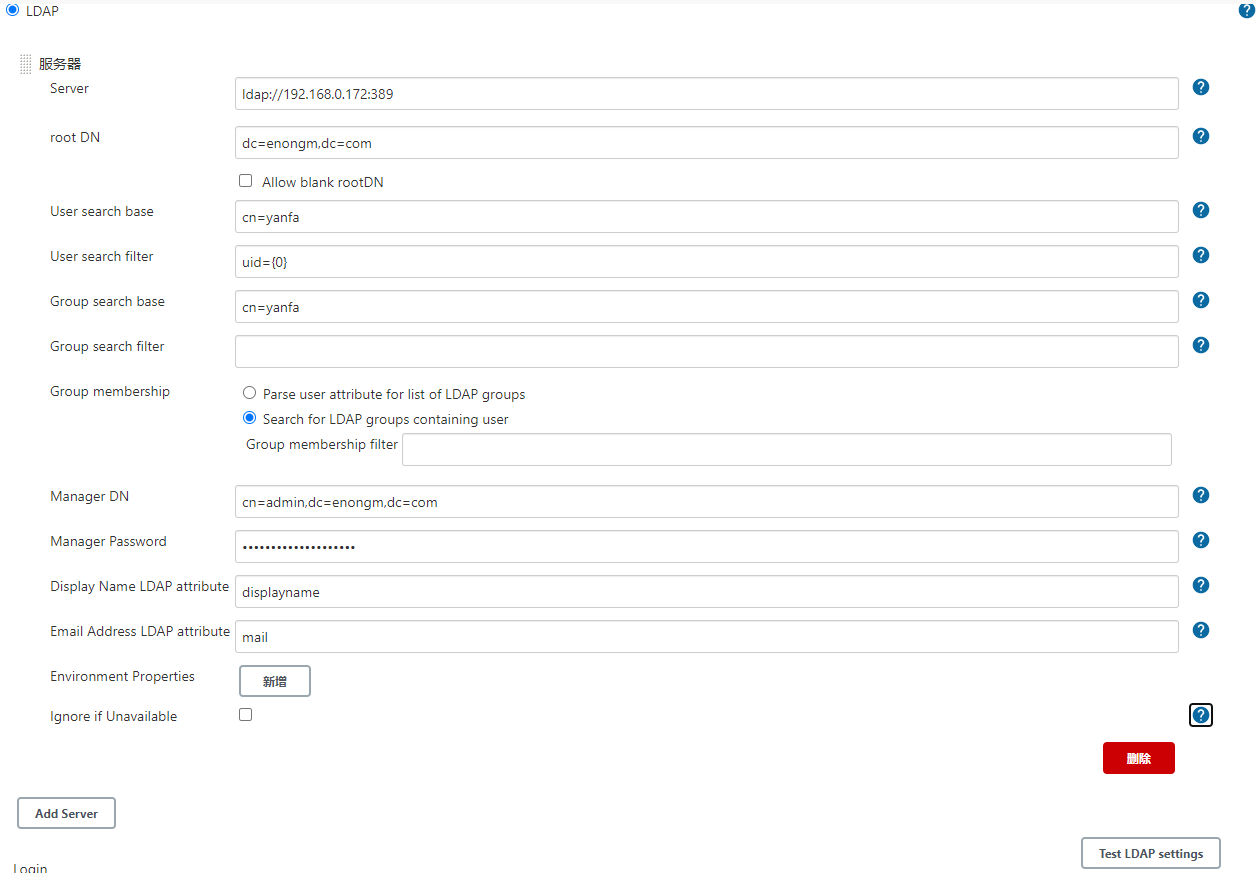 LDAP
服务器
Server
ldap://192.168.0.172:389
root DN
dc=enongm,dc=com
Allow blank rootDN
User search base
cn=yanfa
User search filter
uid={0}
Group search base
cn=yanfa
Group search filter
Group membership
Parse user attribute for list of LDAP groups
Search for LDAP groups containing user
Group membership filter
Manager DN
cn=admin,dc=enongm,dc=com
Manager Password
••••••••••••••••••••
Display Name LDAP attribute
displayname
Email Address LDAP attribute
mail
Environment Properties
新增
Ignore if Unavailable
删除
Add Server
Test LDAP settings
Login